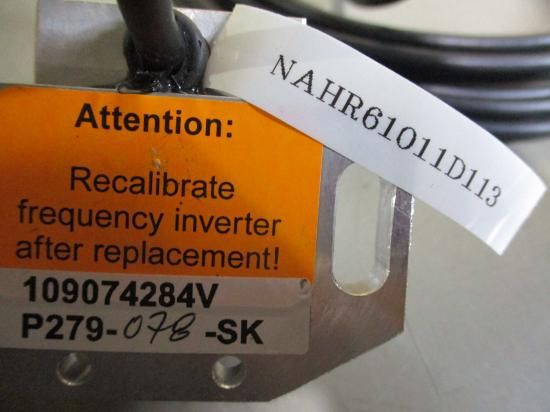 NAHR61011D113
Attention:
Recalibrate
frequency inverter
after replacement!
109074284V
P279-078-SK